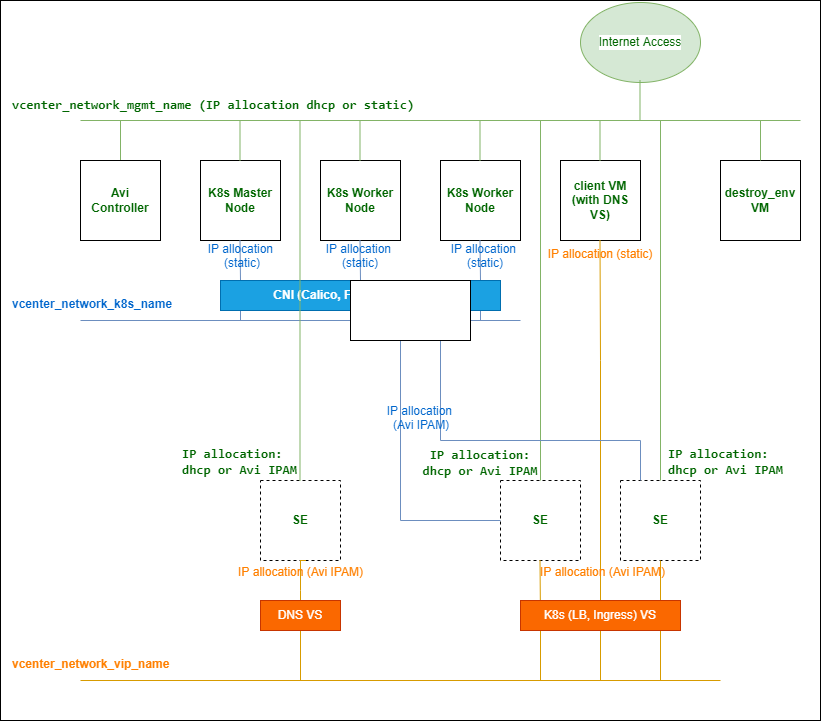 Internet Access
vcenter_network_mgmt_name (IP allocation dhcp or static)
Avi
Controller
K8s Master
Node
K8s Worker
Node
K8s Worker
Node
client VM
(with DNS
VS)
destroy_env
VM
IP allocation
(static)
IP allocation
(static)
IP allocation
(static)
IP allocation (static)
CNI (Calico,
vcenter_network_k8s_name
IP allocation
(Avi IPAM)
IP allocation:
dhcp or Avi IPAM
IP allocation:
dhcp or Avi IPAM
IP allocation:
dhcp or Avi IPAM
SE
SE
SE
IP allocation (Avi IPAM)
IP allocation (Avi IPAM)
DNS VS
K8s (LB, Ingress) VS
vcenter_network_vip_name